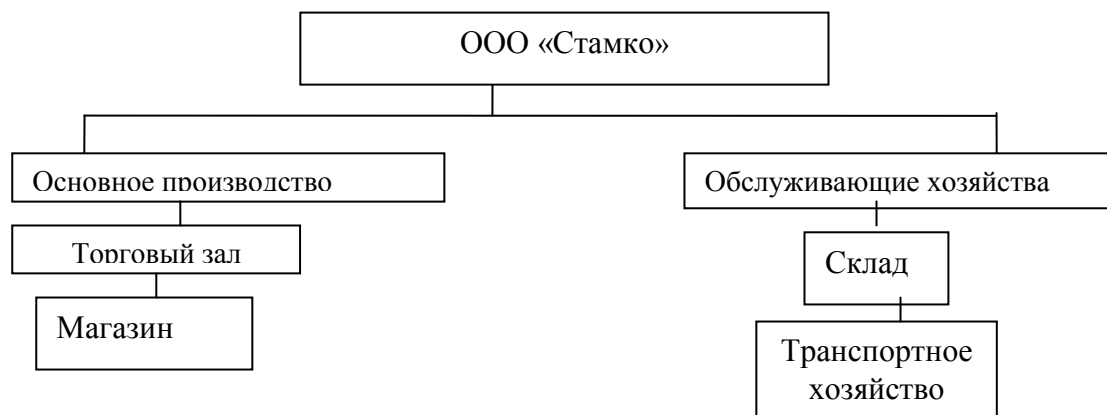 ООО «Стамко»
Основное производство
Обслуживающие хозяйства
Торговый зал
Склад
Магазин
Транспортное
хозяйство